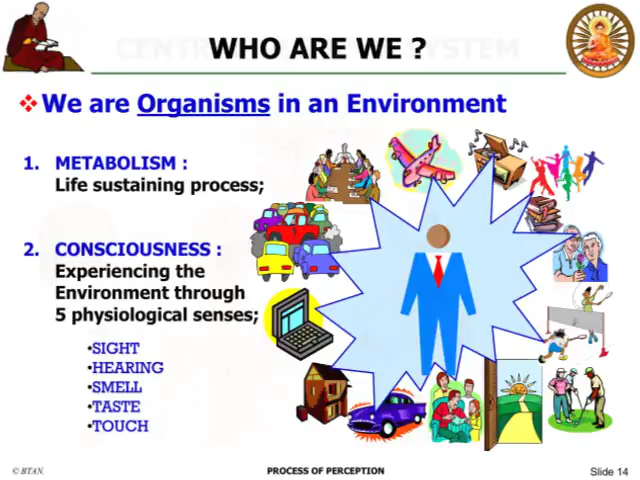 WHO ARE WE ?
❖We are Organisms in an Environment
1. METABOLISM :
Life sustaining process;
2. CONSCIOUSNESS :
Experiencing the
Environment through
5 physiological senses;
•SIGHT
•HEARING
•SMELL
•TASTE
•TOUCH
© BTAN.
PROCESS OF PERCEPTION
Slide 14